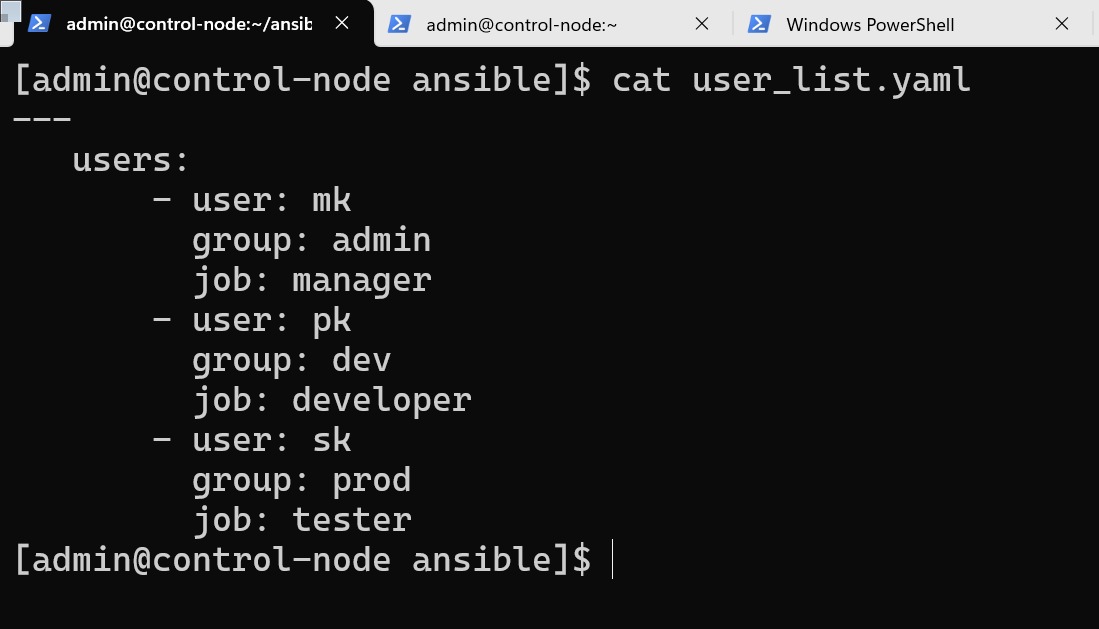 admin@control-node:~/ansib
admin@control-node:~
Windows PowerShell
[admin@control-node ansible]$ cat user_list.yaml
---
   users:
       - user: mk
         group: admin
         job: manager
       - user: pk
         group: dev
         job: developer
       - user: sk
         group: prod
         job: tester
[admin@control-node ansible]$